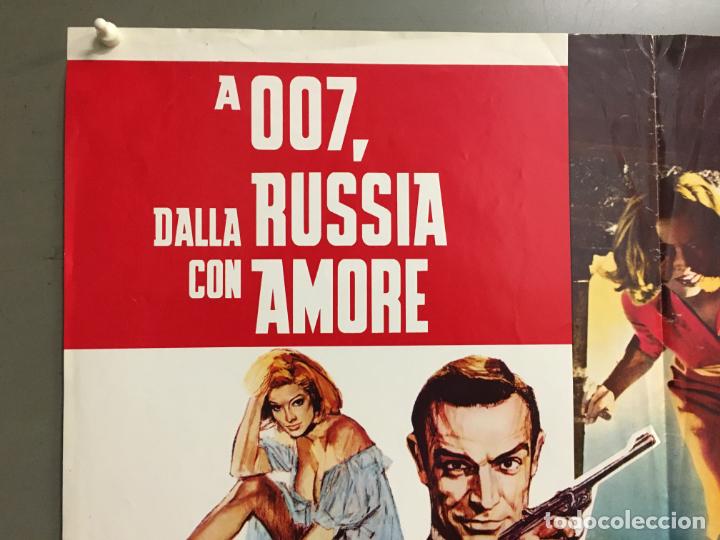 A 007,
DALLA RUSSIA
CON AMORE
todocoleccion